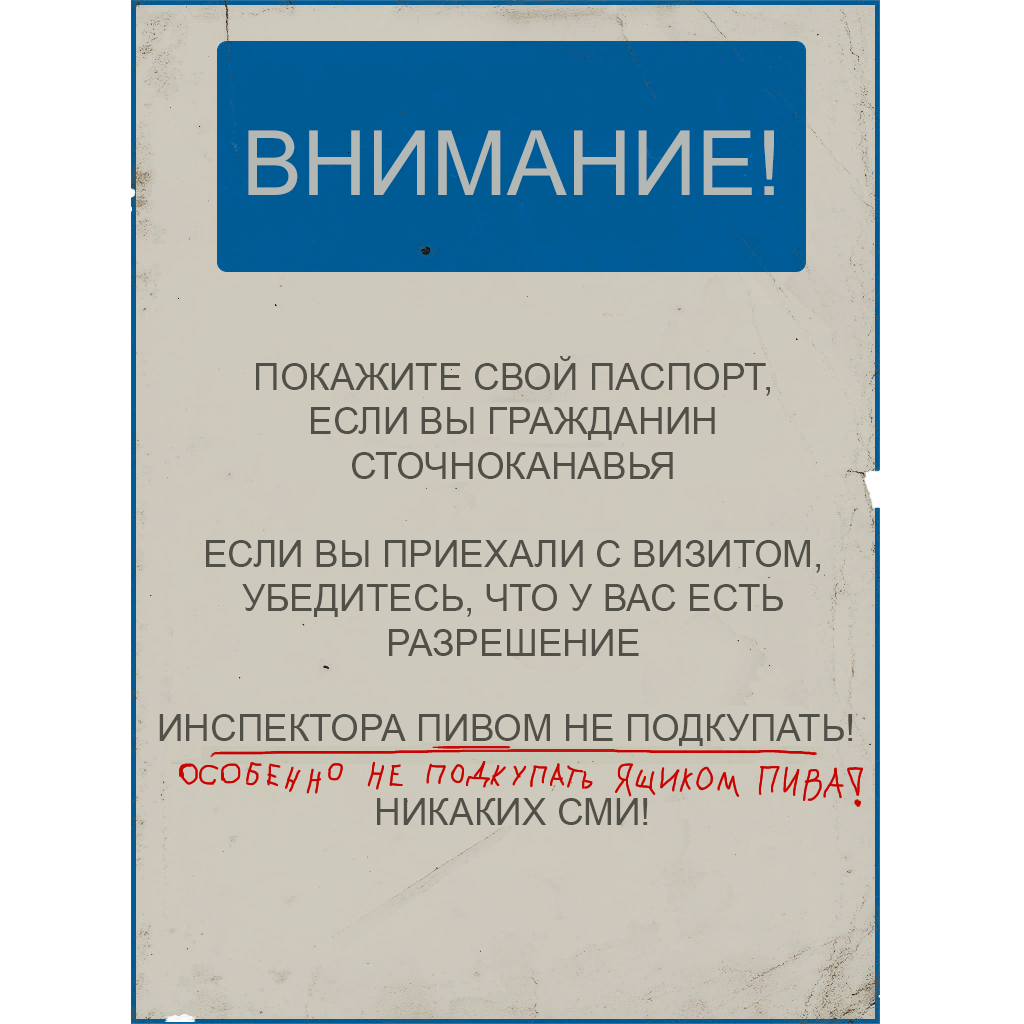 ВНИМАНИЕ!
ПОКАЖИТЕ СВОЙ ПАСПОРТ,
ЕСЛИ ВЫ ГРАЖДАНИН
СТОЧНОКАНАВЬЯ
ЕСЛИ ВЫ ПРИЕХАЛИ С ВИЗИТОМ,
УБЕДИТЕСЬ, ЧТО У ВАС ЕСТЬ
РАЗРЕШЕНИЕ
ИНСПЕКТОРА ПИВОМ НЕ ПОДКУПАТЬ!
ОСОБЕННО НЕ ПОДКУПАТЬ ЯЩИКОМ ПИВА!
НИКАКИХ СМИ!